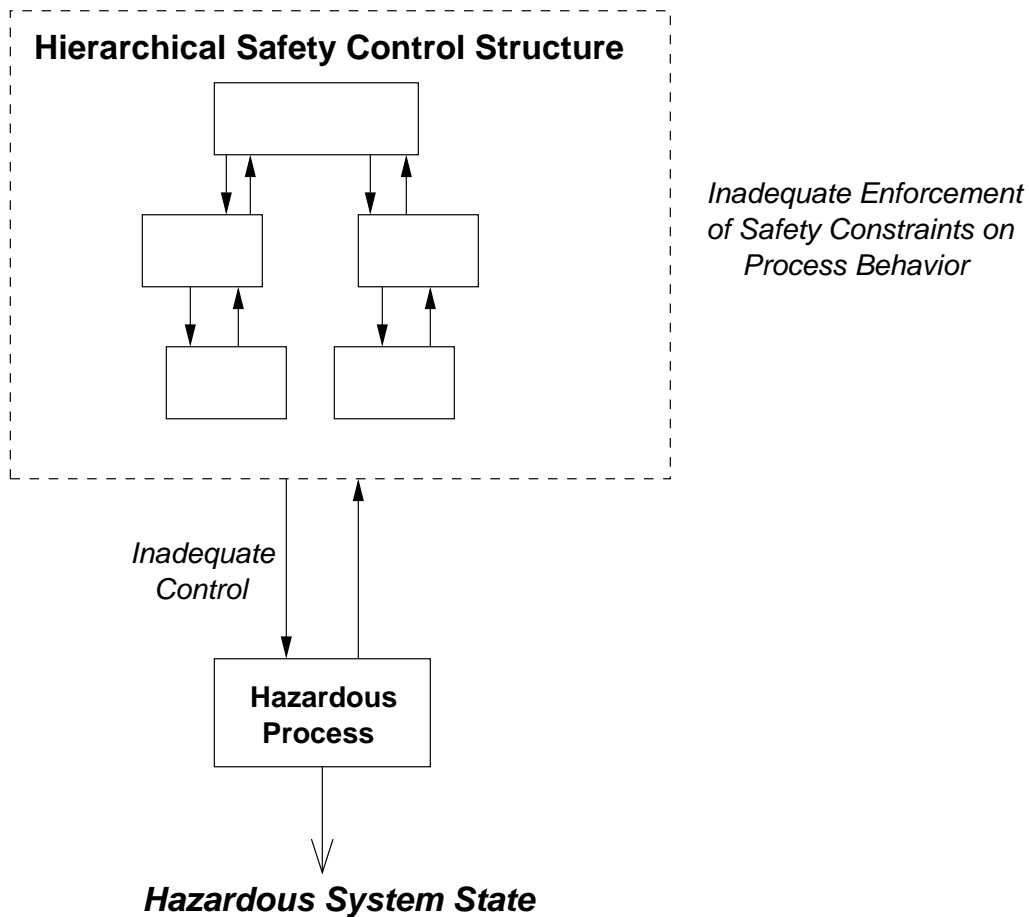 Hierarchical Safety Control Structure
Inadequate Enforcement
of Safety Constraints on
Process Behavior
Inadequate
Control
Hazardous
Process
Hazardous System State